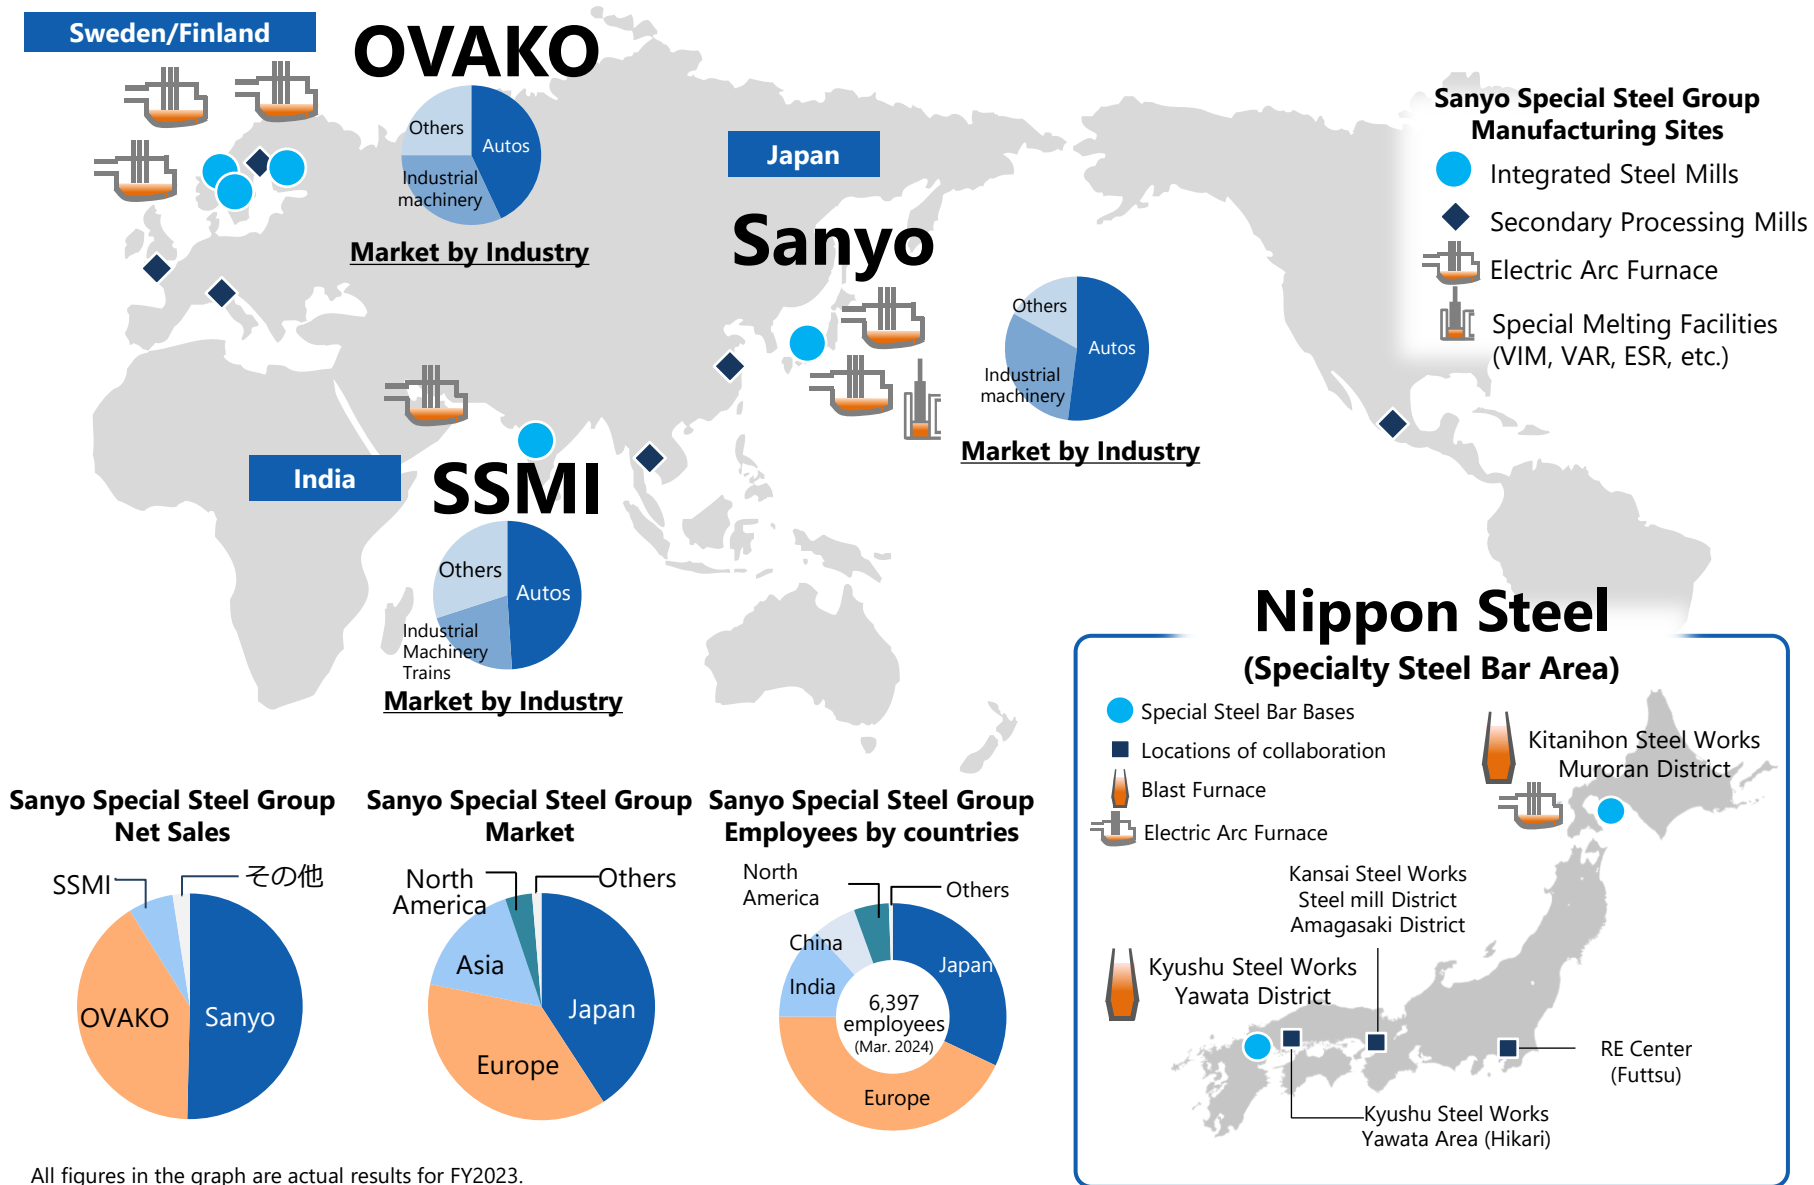 Sweden/Finland
OVAKO
Others
Autos
Industrial
machinery
Market by Industry
Japan
Sanyo
Others
Autos
Industrial
machinery
Market by Industry
Sanyo Special Steel Group
Manufacturing Sites
Integrated Steel Mills
Secondary Processing Mills
Electric Arc Furnace
Special Melting Facilities
(VIM, VAR, ESR, etc.)
India
SSMI
Others
Autos
Industrial
Machinery
Trains
Market by Industry
Nippon Steel
(Specialty Steel Bar Area)
Special Steel Bar Bases
Locations of collaboration
Blast Furnace
Electric Arc Furnace
Kitanihon Steel Works
Muroran District
Kansai Steel Works
Steel mill District
Amagasaki District
Kyushu Steel Works
Yawata District
RE Center
(Futtsu)
Kyushu Steel Works
Yawata Area (Hikari)
Sanyo Special Steel Group
Net Sales
SSMI
その他
OVAKO
Sanyo
Sanyo Special Steel Group
Market
North
America
Others
Asia
Japan
Europe
Sanyo Special Steel Group
Employees by countries
North
America
Others
China
Japan
India
6,397
employees
(Mar. 2024)
Europe
All figures in the graph are actual results for FY2023.